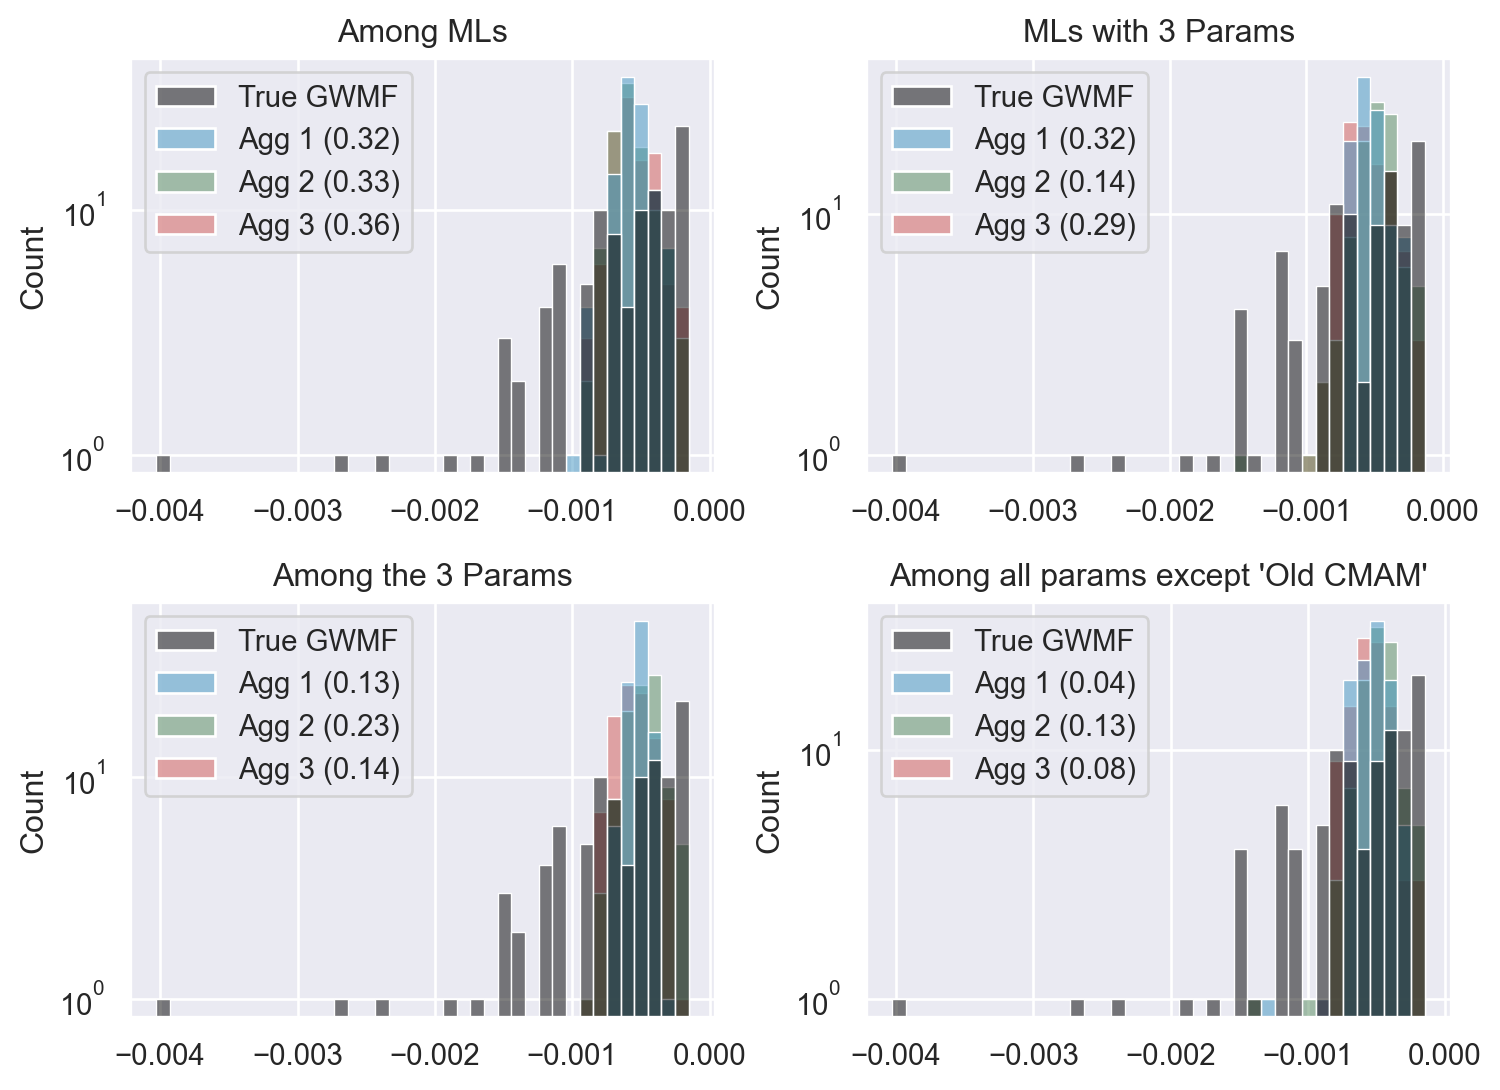 Among MLs
True GWMF
Agg 1 (0.32)
Agg 2 (0.33)
Agg 3 (0.36)
Count
10^1
10^0
−0.004 −0.003 −0.002 −0.001 0.000
MLs with 3 Params
True GWMF
Agg 1 (0.32)
Agg 2 (0.14)
Agg 3 (0.29)
Count
10^1
10^0
−0.004 −0.003 −0.002 −0.001 0.000
Among the 3 Params
True GWMF
Agg 1 (0.13)
Agg 2 (0.23)
Agg 3 (0.14)
Count
10^1
10^0
−0.004 −0.003 −0.002 −0.001 0.000
Among all params except 'Old CMAM'
True GWMF
Agg 1 (0.04)
Agg 2 (0.13)
Agg 3 (0.08)
Count
10^1
10^0
−0.004 −0.003 −0.002 −0.001 0.000